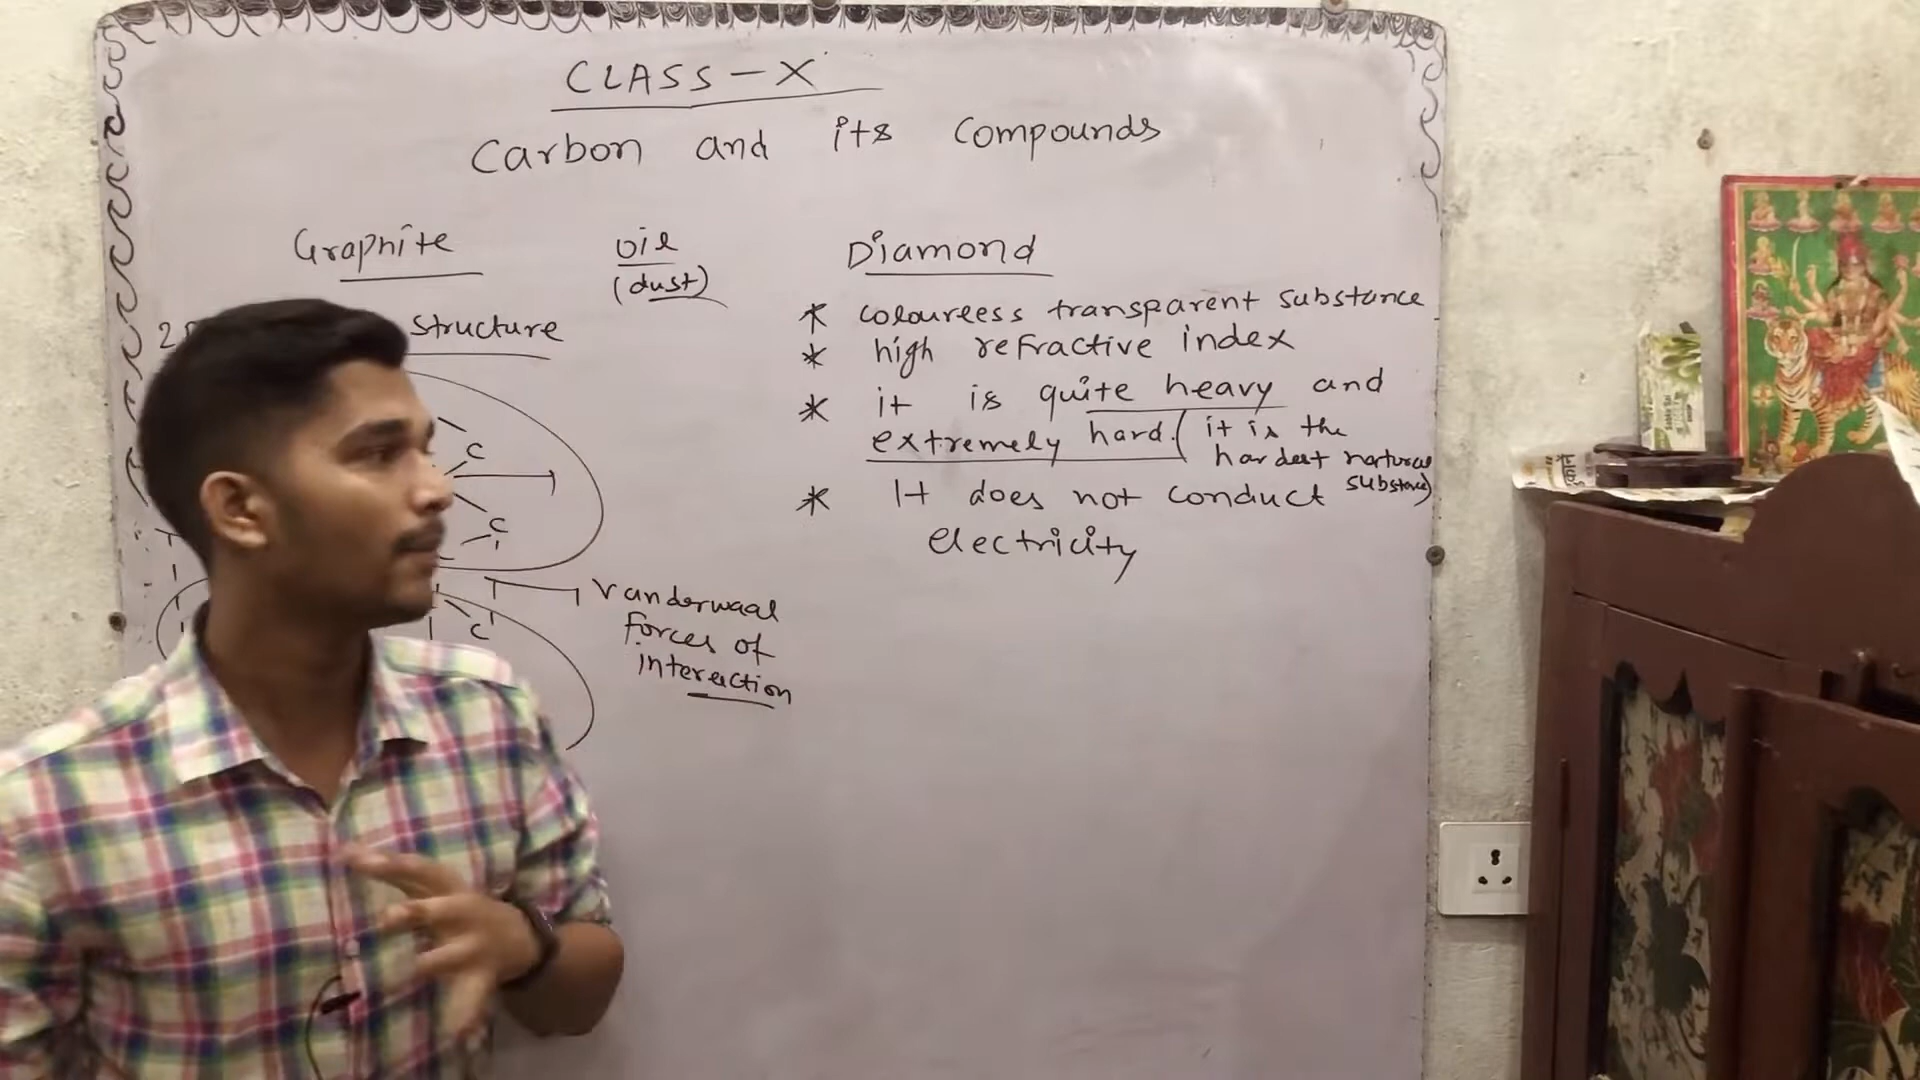 CLASS - X
Carbon and its Compounds
Graphite
oil
(dust)
structure
C
C
C
Vanderwaal
forces of
interaction
Diamond
* colourless transparent substance
* high refractive index
* it is quite heavy and
extremely hard. (it is the
hardest natural
substance)
* It does not conduct
electricity